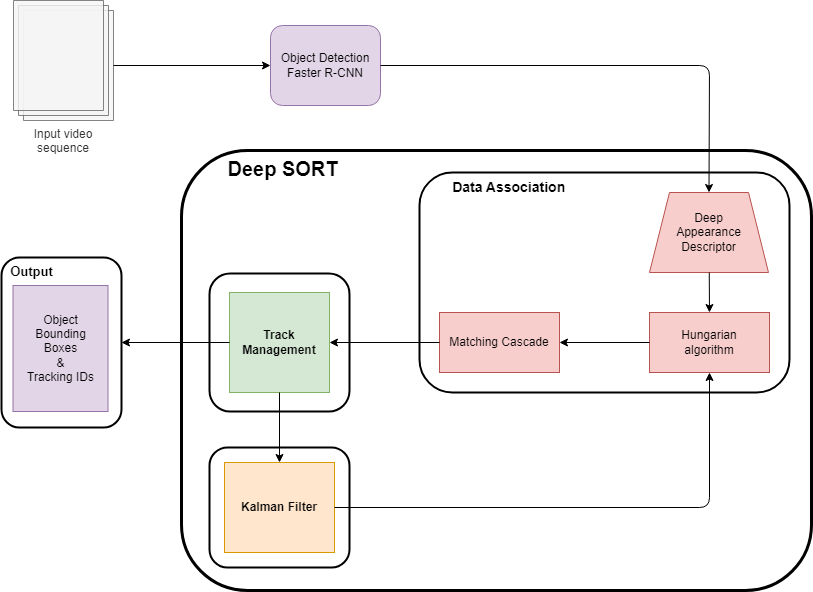 Object Detection
Faster R-CNN
Input video
sequence
Deep SORT
Data Association
Deep
Appearance
Descriptor
Output
Object
Bounding
Boxes
&
Tracking IDs
Track
Management
Matching Cascade
Hungarian
algorithm
Kalman Filter